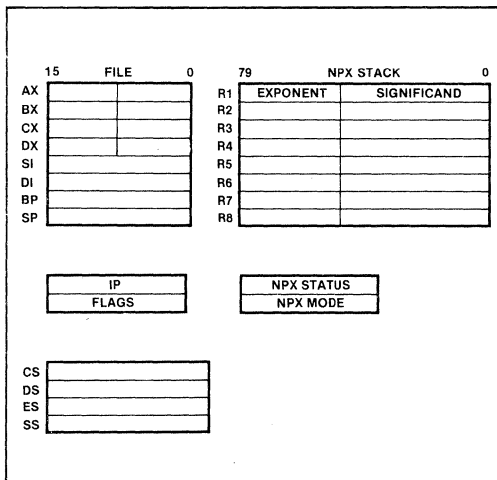 15 FILE 0
79 NPX STACK 0
AX
BX
CX
DX
SI
DI
BP
SP
R1 EXPONENT SIGNIFICAND
R2
R3
R4
R5
R6
R7
R8
IP
FLAGS
NPX STATUS
NPX MODE
CS
DS
ES
SS